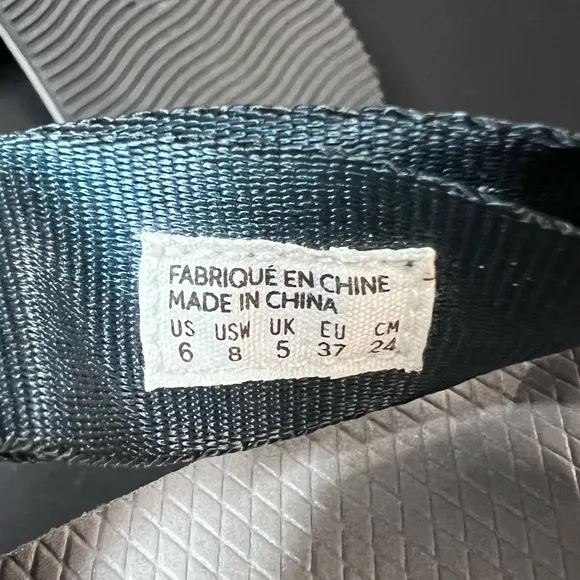 FABRIQUÉ EN CHINE
MADE IN CHINA
US USW UK EU CM
6 8 5 37 24